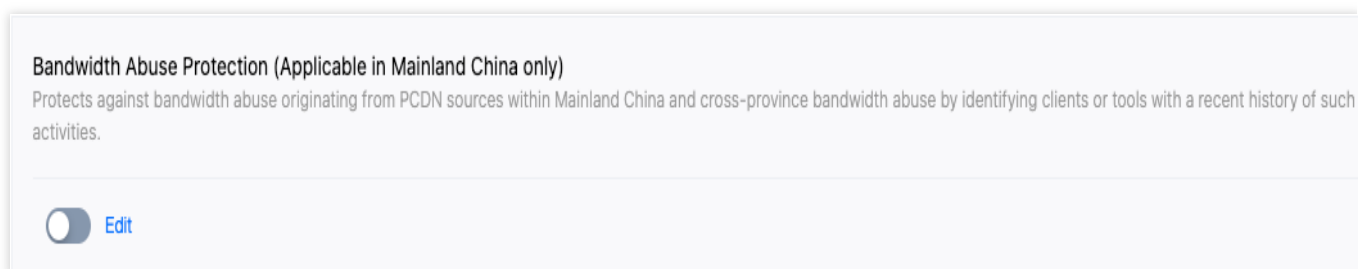 Bandwidth Abuse Protection (Applicable in Mainland China only)
Protects against bandwidth abuse originating from PCDN sources within Mainland China and cross-province bandwidth abuse by identifying clients or tools with a recent history of such
activities.
Edit